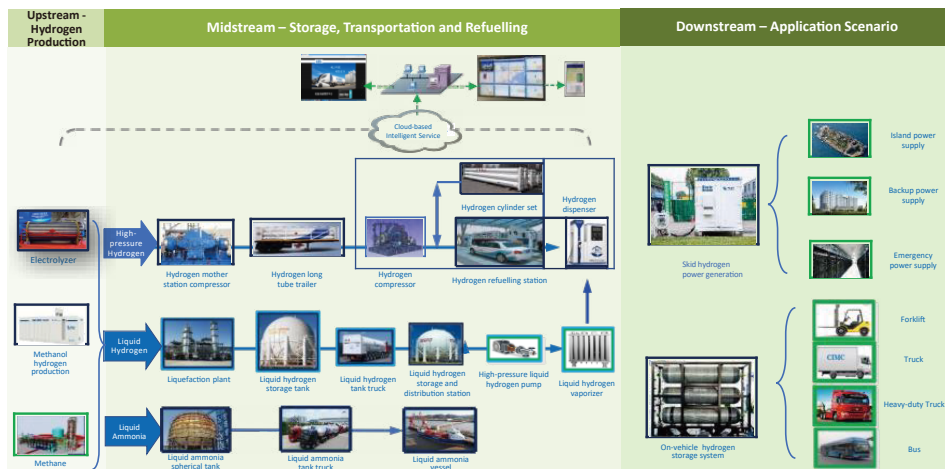 Upstream -
Hydrogen
Production
Midstream – Storage, Transportation and Refuelling
Downstream – Application Scenario
Cloud-based
Intelligent Service
Electrolyzer
Methanol
hydrogen
production
Methane
High-
pressure
Hydrogen
Hydrogen mother
station compressor
Hydrogen long
tube trailer
Hydrogen
compressor
Hydrogen cylinder set
Hydrogen refuelling station
Hydrogen
dispenser
Liquid
Hydrogen
Liquefaction plant
Liquid hydrogen
storage tank
Liquid hydrogen
tank truck
Liquid hydrogen
storage and
distribution station
High-pressure liquid
hydrogen pump
Liquid hydrogen
vaporizer
Liquid
Ammonia
Liquid ammonia
spherical tank
Liquid ammonia
tank truck
Liquid ammonia
vessel
Skid hydrogen
power generation
Island power
supply
Backup power
supply
Emergency
power supply
On-vehicle hydrogen
storage system
Forklift
CIMC
Truck
Heavy-duty Truck
Bus